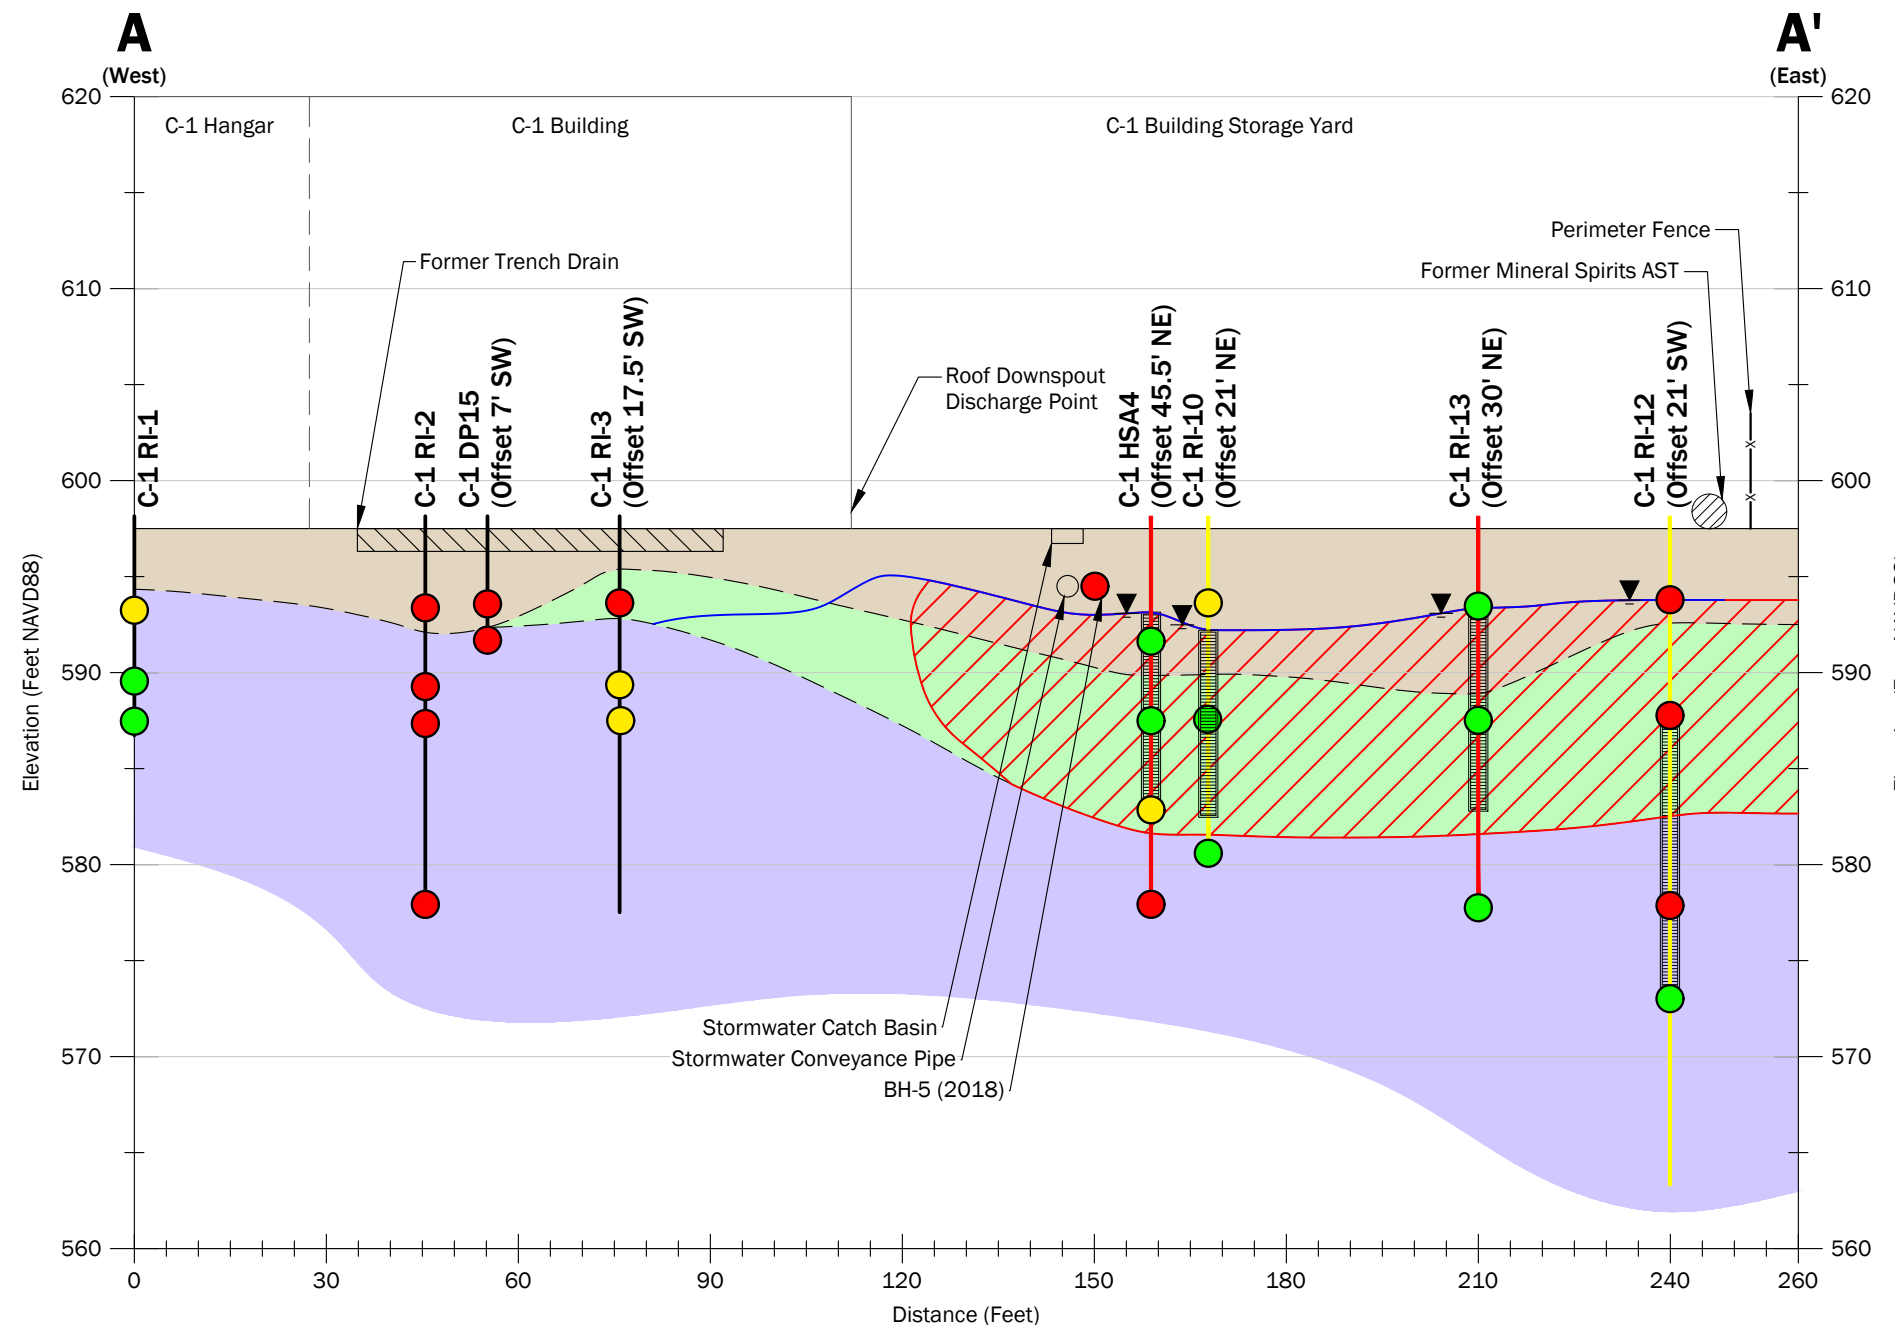 A
(West)
A'
(East)
620
C-1 Hangar
C-1 Building
C-1 Building Storage Yard
620
Perimeter Fence
Former Trench Drain
Former Mineral Spirits AST
610
610
Roof Downspout
Discharge Point
C-1 RI-1
C-1 RI-2
C-1 DP15
(Offset 7' SW)
C-1 RI-3
(Offset 17.5' SW)
C-1 HSA4
(Offset 45.5' NE)
C-1 RI-10
(Offset 21' NE)
C-1 RI-13
(Offset 30' NE)
C-1 RI-12
(Offset 21' SW)
600
600
x
x
Elevation (Feet NAVD88)
590
590
580
580
Stormwater Catch Basin
Stormwater Conveyance Pipe
BH-5 (2018)
570
570
560
560
0 30 60 90 120 150 180 210 240 260
Distance (Feet)